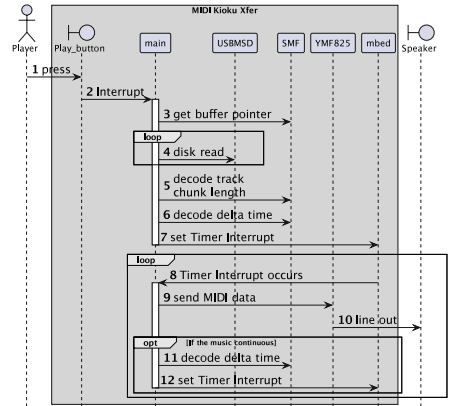 MIDI Kioku Xfer
Player
Play_button
main
USBMSD
SMF
YMF825
mbed
Speaker
1 press
2 Interrupt
3 get buffer pointer
loop
4 disk read
5 decode track
chunk length
6 decode delta time
7 set Timer Interrupt
loop
8 Timer Interrupt occurs
9 send MIDI data
10 line out
opt [If the music continuous]
11 decode delta time
12 set Timer Interrupt